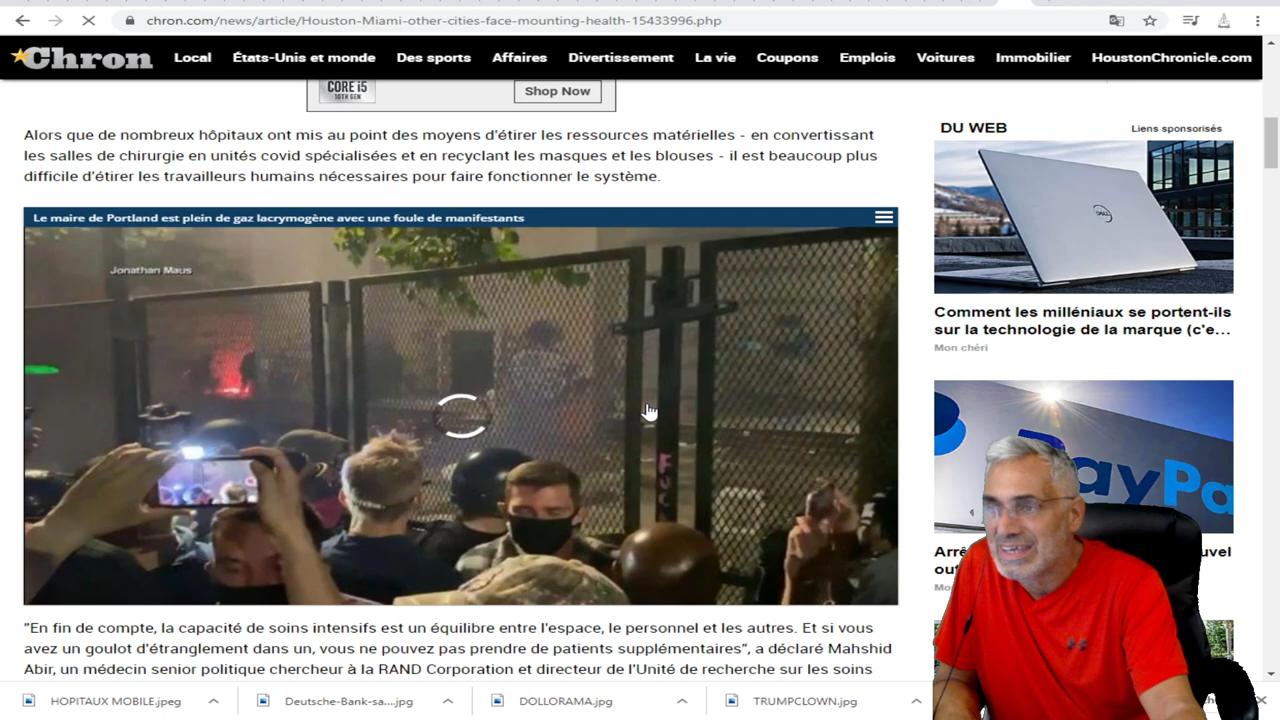 chron.com/news/article/Houston-Miami-other-cities-face-mounting-health-15433996.php
Chron
Local
États-Unis et monde
Des sports
Affaires
Divertissement
La vie
Coupons
Emplois
Voitures
Immobilier
HoustonChronicle.com
CORE i5
10TH GEN
Shop Now
Alors que de nombreux hôpitaux ont mis au point des moyens d'étirer les ressources matérielles - en convertissant
les salles de chirurgie en unités covid spécialisées et en recyclant les masques et les blouses - il est beaucoup plus
difficile d'étirer les travailleurs humains nécessaires pour faire fonctionner le système.
Le maire de Portland est plein de gaz lacrymogène avec une foule de manifestants
Jonathan Maus
"En fin de compte, la capacité de soins intensifs est un équilibre entre l'espace, le personnel et les autres. Et si vous
avez un goulot d'étranglement dans un, vous ne pouvez pas prendre de patients supplémentaires", a déclaré Mahshid
Abir, un médecin senior politique chercheur à la RAND Corporation et directeur de l'Unité de recherche sur les soins
DU WEB
Liens sponsorisés
DELL
Comment les milléniaux se portent-ils
sur la technologie de la marque (c'e...
Mon chéri
HOPITAUX MOBILE.jpeg
Deutsche-Bank-sa....jpg
DOLLORAMA.jpg
TRUMPCLOWN.jpg